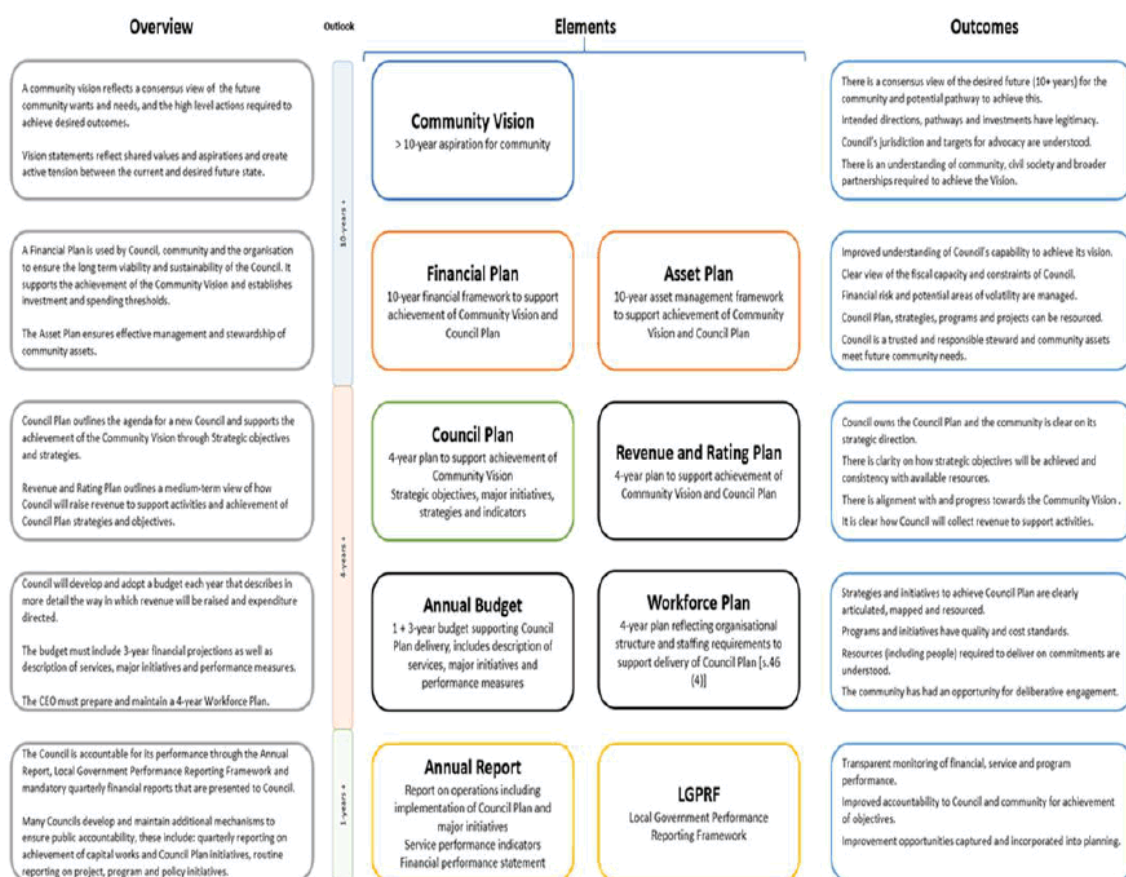 Overview
Outlook
Elements
Outcomes
A community vision reflects a consensus view of the future
community wants and needs, and the high level actions required to
achieve desired outcomes.
Vision statements reflect shared values and aspirations and create
active tension between the current and desired future state.
10-years +
Community Vision
> 10-year aspiration for community
There is a consensus view of the desired future (10+ years) for the
community and potential pathway to achieve this.
Intended directions, pathways and investments have legitimacy.
Council's jurisdiction and targets for advocacy are understood.
There is an understanding of community, civil society and broader
partnerships required to achieve the Vision.
A Financial Plan is used by Council, community and the organisation
to ensure the long term viability and sustainability of the Council. It
supports the achievement of the Community Vision and establishes
investment and spending thresholds.
The Asset Plan ensures effective management and stewardship of
community assets.
Financial Plan
10-year financial framework to support
achievement of Community Vision and
Council Plan
Asset Plan
10-year asset management framework
to support achievement of Community
Vision and Council Plan
Improved understanding of Council's capability to achieve its vision.
Clear view of the fiscal capacity and constraints of Council.
Financial risk and potential areas of volatility are managed.
Council Plan, strategies, programs and projects can be resourced.
Council is a trusted and responsible steward and community assets
meet future community needs.
Council Plan outlines the agenda for a new Council and supports the
achievement of the Community Vision through Strategic objectives
and strategies.
Revenue and Rating Plan outlines a medium-term view of how
Council will raise revenue to support activities and achievement of
Council Plan strategies and objectives.
4-years +
Council Plan
4-year plan to support achievement of
Community Vision
Strategic objectives, major initiatives,
strategies and indicators
Revenue and Rating Plan
4-year plan to support achievement of
Community Vision and Council Plan
Council owns the Council Plan and the community is clear on its
strategic direction.
There is clarity on how strategic objectives will be achieved and
consistency with available resources.
There is alignment with and progress towards the Community Vision .
It is clear how Council will collect revenue to support activities.
Council will develop and adopt a budget each year that describes in
more detail the way in which revenue will be raised and expenditure
directed.
The budget must include 3-year financial projections as well as
description of services, major initiatives and performance measures.
The CEO must prepare and maintain a 4-year Workforce Plan.
Annual Budget
1 + 3-year budget supporting Council
Plan delivery, includes description of
services, major initiatives and
performance measures
Workforce Plan
4-year plan reflecting organisational
structure and staffing requirements to
support delivery of Council Plan [s.46
(4)]
Strategies and initiatives to achieve Council Plan are clearly
articulated, mapped and resourced.
Programs and initiatives have quality and cost standards.
Resources (including people) required to deliver on commitments are
understood.
The community has had an opportunity for deliberative engagement.
The Council is accountable for its performance through the Annual
Report, Local Government Performance Reporting Framework and
mandatory quarterly financial reports that are presented to Council.
Many Councils develop and maintain additional mechanisms to
ensure public accountability, these include: quarterly reporting on
achievement of capital works and Council Plan initiatives, routine
reporting on project, program and policy initiatives.
1-years +
Annual Report
Report on operations including
implementation of Council Plan and
major initiatives
Service performance indicators
Financial performance statement
LGPRF
Local Government Performance
Reporting Framework
Transparent monitoring of financial, service and program
performance.
Improved accountability to Council and community for achievement
of objectives.
Improvement opportunities captured and incorporated into planning.